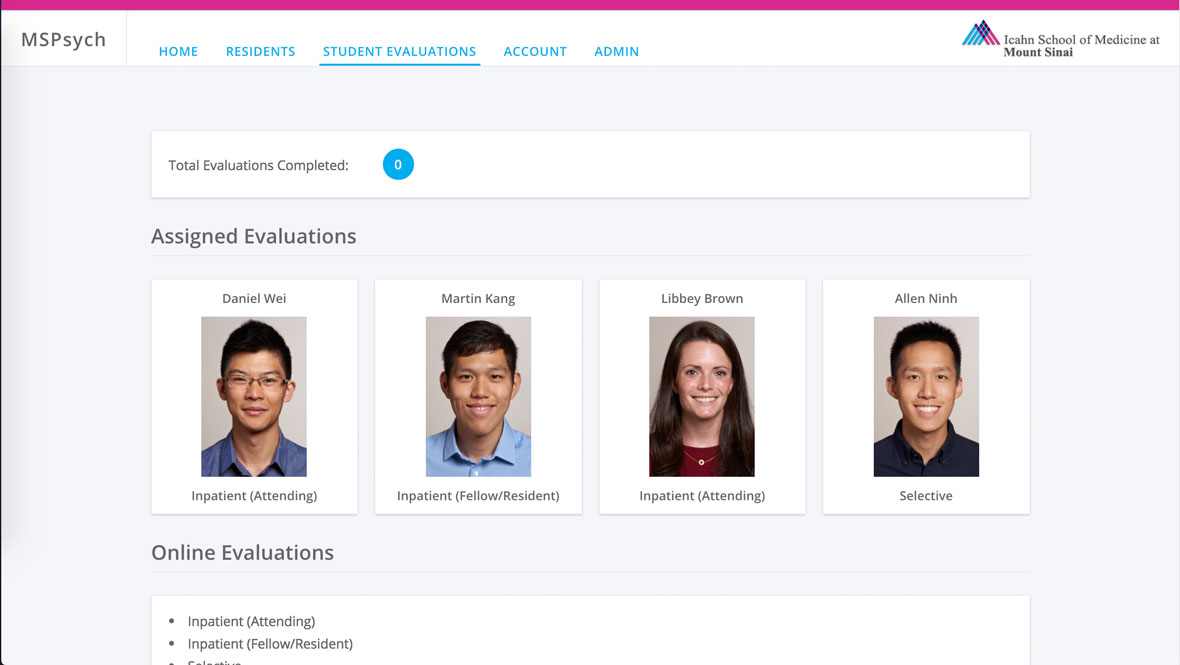 MSPsych
HOME RESIDENTS STUDENT EVALUATIONS ACCOUNT ADMIN
Icahn School of Medicine at
Mount Sinai
Total Evaluations Completed: 0
Assigned Evaluations
Daniel Wei
Inpatient (Attending)
Martin Kang
Inpatient (Fellow/Resident)
Libbey Brown
Inpatient (Attending)
Allen Ninh
Selective
Online Evaluations
• Inpatient (Attending)
• Inpatient (Fellow/Resident)
• Selective